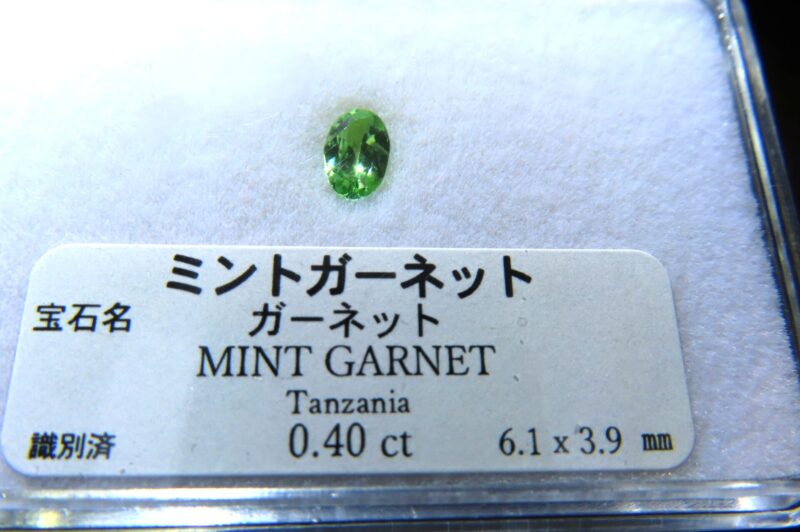 ミントガーネット
宝石名 ガーネット
MINT GARNET
Tanzania
識別済 0.40 ct 6.1 x 3.9 mm